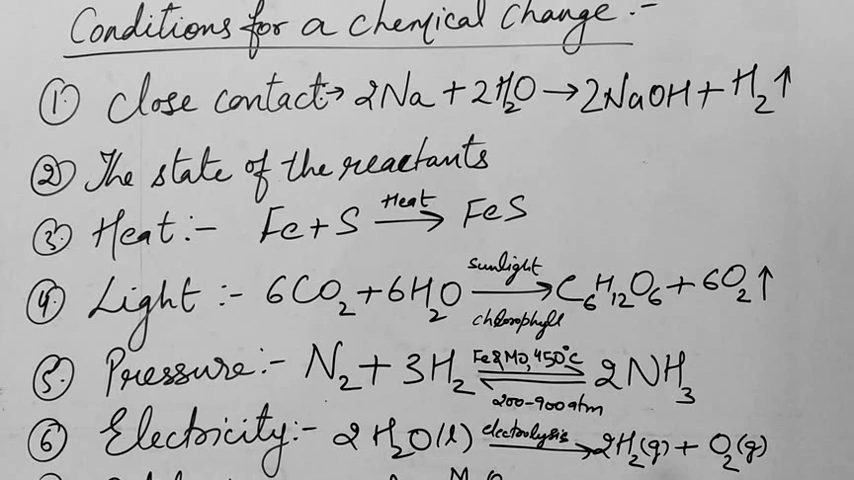 Conditions for a chemical change :-
① Close contact → 2Na + 2H₂O → 2NaOH + H₂↑
② The state of the reactants
③ Heat :- Fe + S —Heat→ FeS
④ Light :- 6CO₂ + 6H₂O —sunlight/chlorophyll→ C₆H₁₂O₆ + 6O₂↑
⑤ Pressure :- N₂ + 3H₂ ⇌ (Fe & Mo, 450°C / 200-900 atm) 2NH₃
⑥ Electricity :- 2H₂O(l) —electrolysis→ 2H₂(g) + O₂(g)